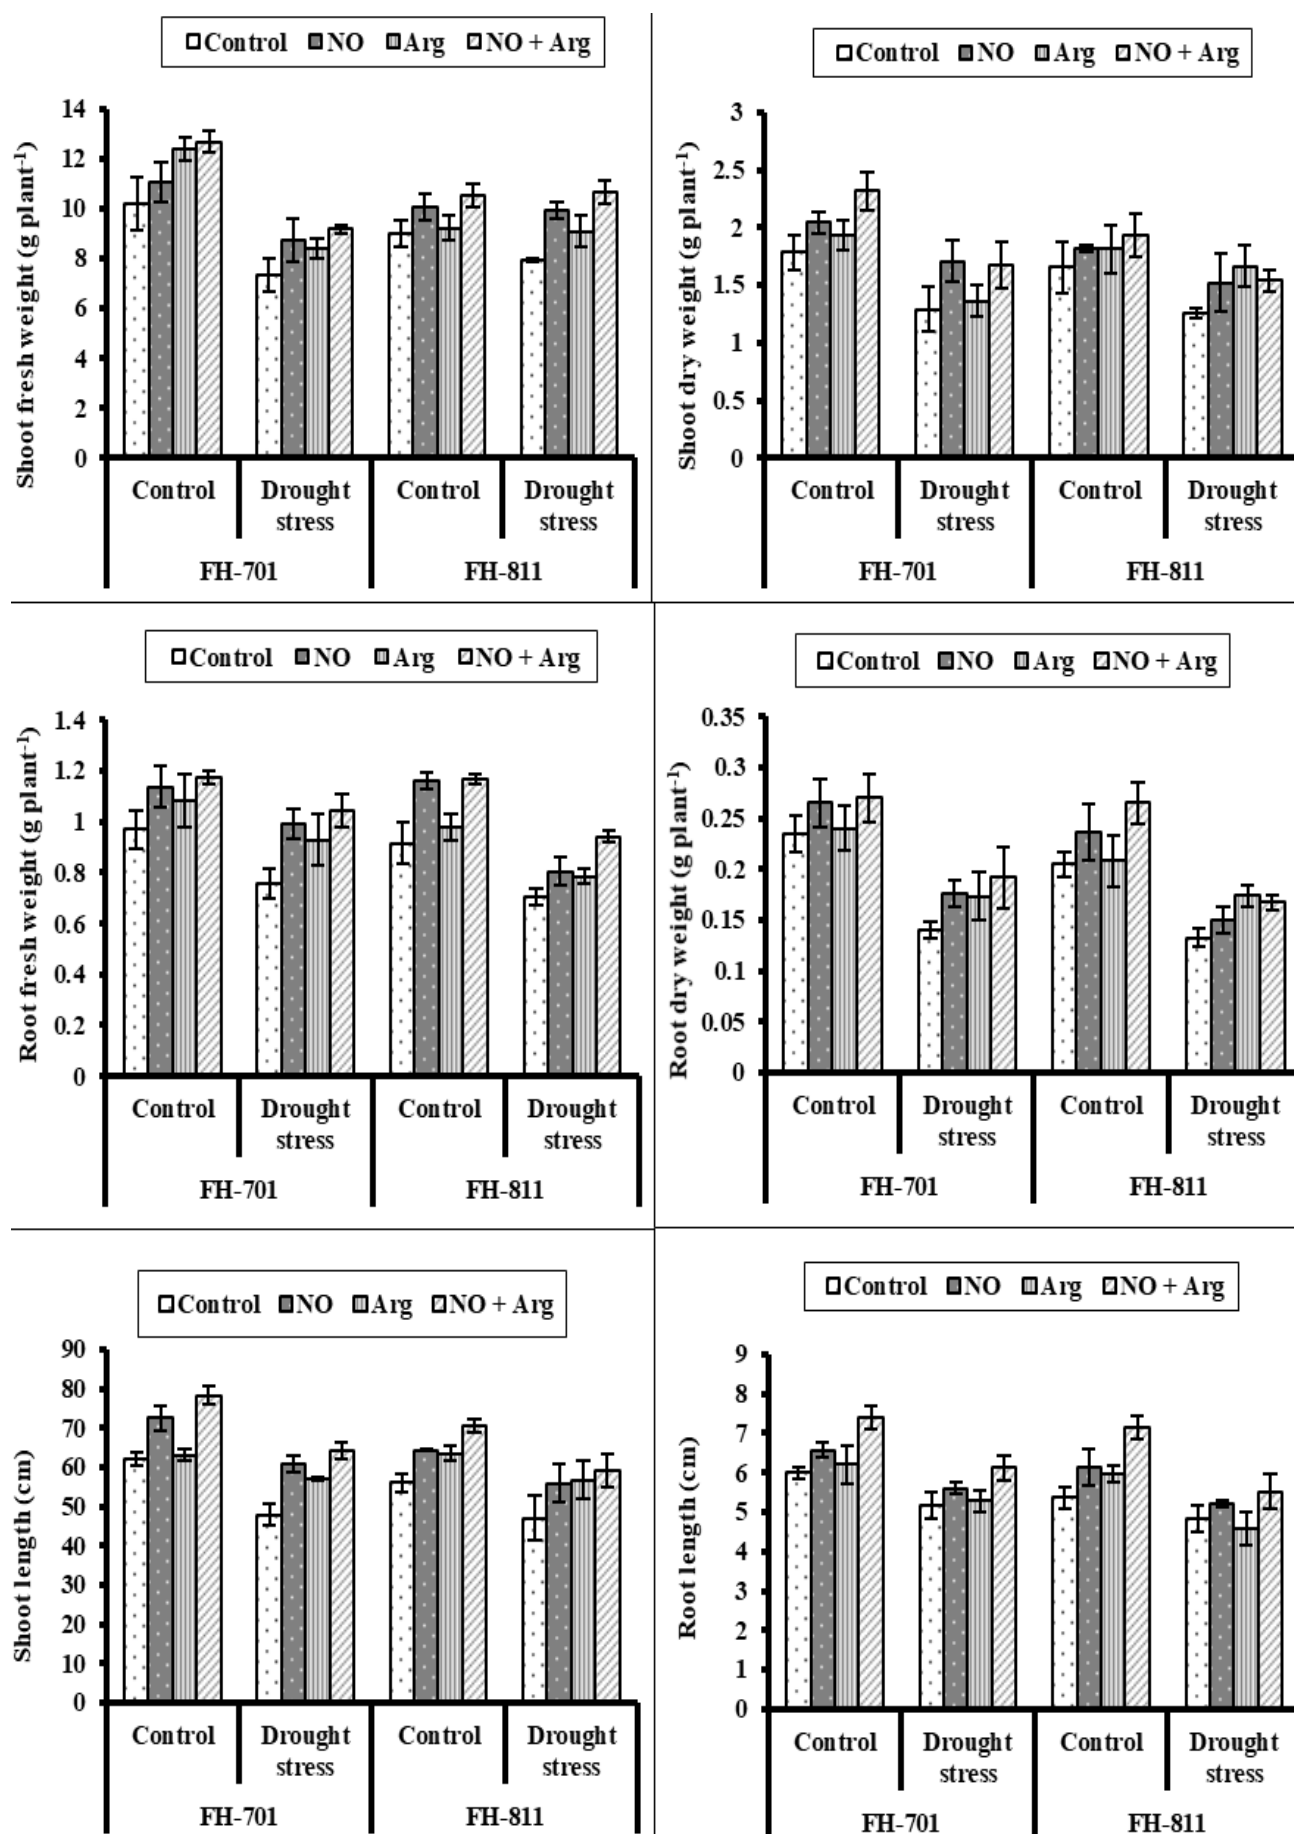 Control NO Arg NO + Arg
Shoot fresh weight (g plant⁻¹)
14
12
10
8
6
4
2
0
Control Drought stress Control Drought stress
FH-701 FH-811
Control NO Arg NO + Arg
Shoot dry weight (g plant⁻¹)
3
2.5
2
1.5
1
0.5
0
Control Drought stress Control Drought stress
FH-701 FH-811
Control NO Arg NO + Arg
Root fresh weight (g plant⁻¹)
1.4
1.2
1
0.8
0.6
0.4
0.2
0
Control Drought stress Control Drought stress
FH-701 FH-811
Control NO Arg NO + Arg
Root dry weight (g plant⁻¹)
0.35
0.3
0.25
0.2
0.15
0.1
0.05
0
Control Drought stress Control Drought stress
FH-701 FH-811
Control NO Arg NO + Arg
Shoot length (cm)
90
80
70
60
50
40
30
20
10
0
Control Drought stress Control Drought stress
FH-701 FH-811
Control NO Arg NO + Arg
Root length (cm)
9
8
7
6
5
4
3
2
1
0
Control Drought stress Control Drought stress
FH-701 FH-811